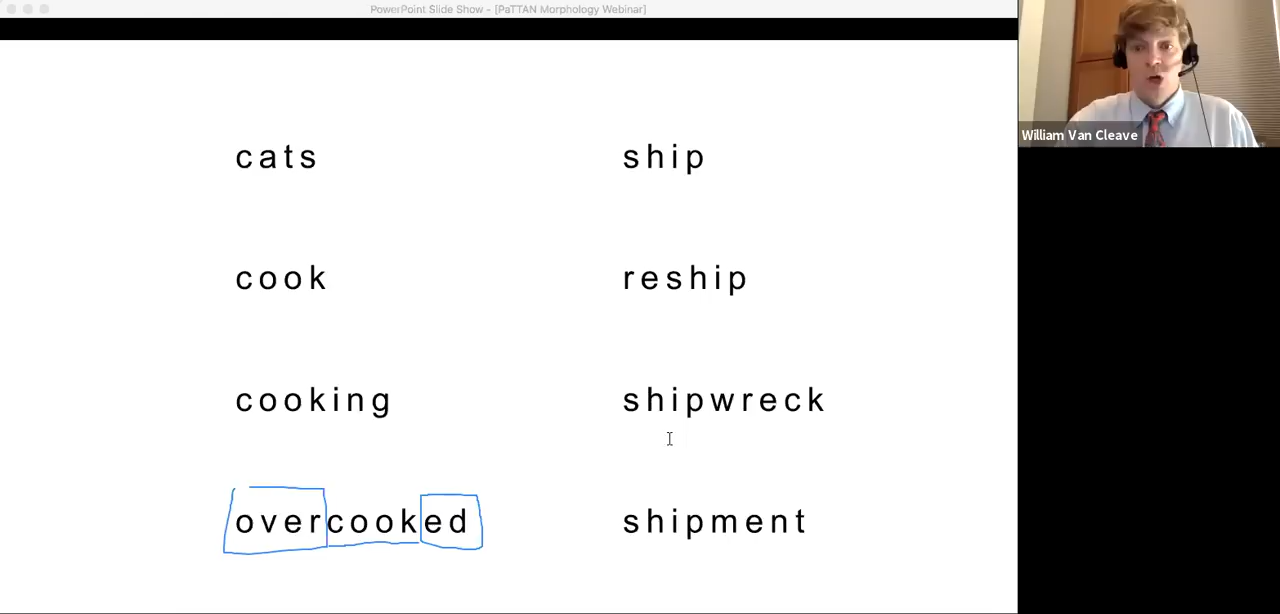 PowerPoint Slide Show - [PaTTAN Morphology Webinar]
William Van Cleave
cats
ship
cook
reship
cooking
shipwreck
overcooked
shipment